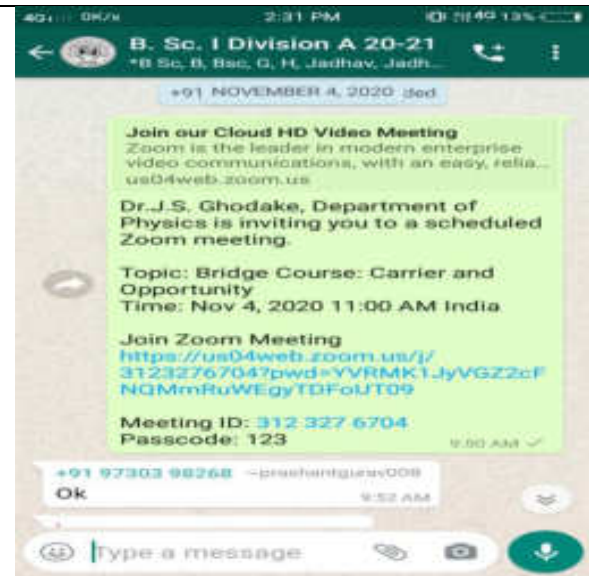 2:31 PM
4G 13%
B. Sc. I Division A 20-21
*B Sc, B, Bsc, G, H, Jadhav, Jadh...
+91 NOVEMBER 4, 2020 ded
Join our Cloud HD Video Meeting
Zoom is the leader in modern enterprise
video communications, with an easy, relia...
us04web.zoom.us
Dr.J.S. Ghodake, Department of
Physics is inviting you to a scheduled
Zoom meeting.
Topic: Bridge Course: Carrier and
Opportunity
Time: Nov 4, 2020 11:00 AM India
Join Zoom Meeting
https://us04web.zoom.us/j/
3123276704?pwd=YVRMK1JyVGZ2cF
NQMmRuWEgyTDFoUT09
Meeting ID: 312 327 6704
Passcode: 123
9:50 AM
+91 97303 98268 ~prashantgurav009
Ok
9:52 AM
Type a message